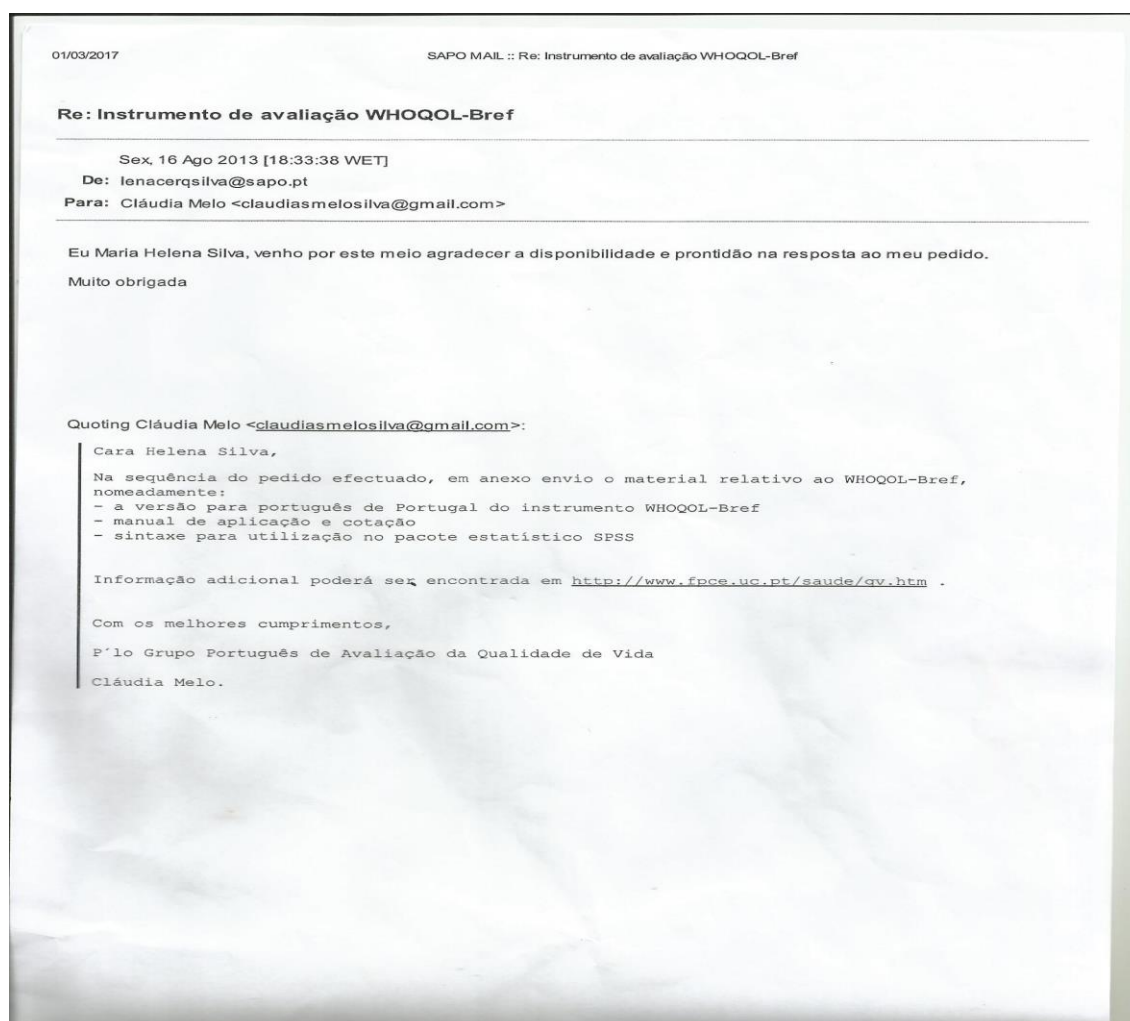 01/03/2017 SAPO MAIL :: Re: Instrumento de avaliação WHOQOL-Bref
Re: Instrumento de avaliação WHOQOL-Bref
Sex, 16 Ago 2013 [18:33:38 WET]
De: lenacerqsilva@sapo.pt
Para: Cláudia Melo <claudiasmelosilva@gmail.com>
Eu Maria Helena Silva, venho por este meio agradecer a disponibilidade e prontidão na resposta ao meu pedido.
Muito obrigada
Quoting Cláudia Melo <claudiasmelosilva@gmail.com>:
Cara Helena Silva,
Na sequência do pedido efectuado, em anexo envio o material relativo ao WHOQOL-Bref,
nomeadamente:
- a versão para português de Portugal do instrumento WHOQOL-Bref
- manual de aplicação e cotação
- sintaxe para utilização no pacote estatístico SPSS
Informação adicional poderá ser encontrada em http://www.fpce.uc.pt/saude/qv.htm .
Com os melhores cumprimentos,
P´lo Grupo Português de Avaliação da Qualidade de Vida
Cláudia Melo.